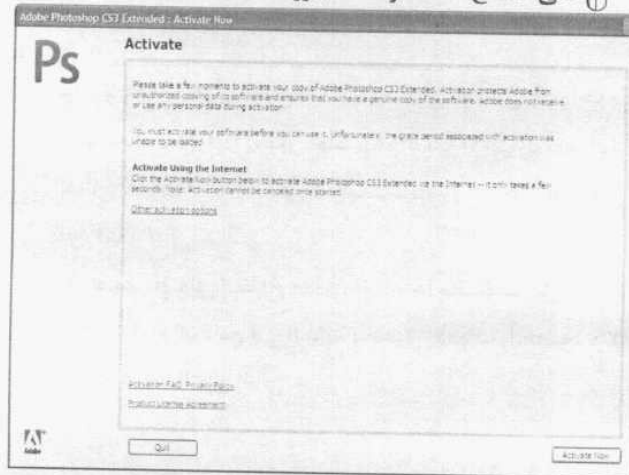 Adobe Photoshop CS3 Extended : Activate Now
Ps
Activate
Please take a few moments to activate your copy of Adobe Photoshop CS3 Extended. Activation protects Adobe from
unauthorized copying of its software and ensures that you have a genuine copy of the software. Adobe does not receive
or use any personal data during activation.
You must activate your software before you can use it. Unfortunately, the grace period associated with activation was
unable to be loaded.
Activate Using the Internet
Click the Activate Now button below to activate Adobe Photoshop CS3 Extended via the Internet -- it only takes a few
seconds. Note: Activation cannot be canceled once started.
Other activation options
Activation FAQ Privacy Policy
Product License Agreement
Adobe
Quit
Activate Now